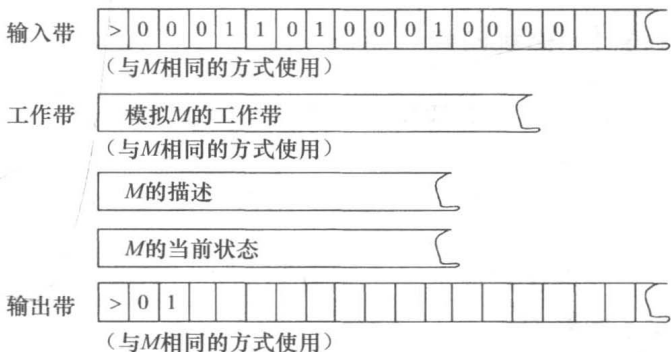 输入带 > 0 0 0 1 1 0 1 0 0 0 1 0 0 0 0
（与M相同的方式使用）
工作带 模拟M的工作带
（与M相同的方式使用）
M的描述
M的当前状态
输出带 > 0 1
（与M相同的方式使用）